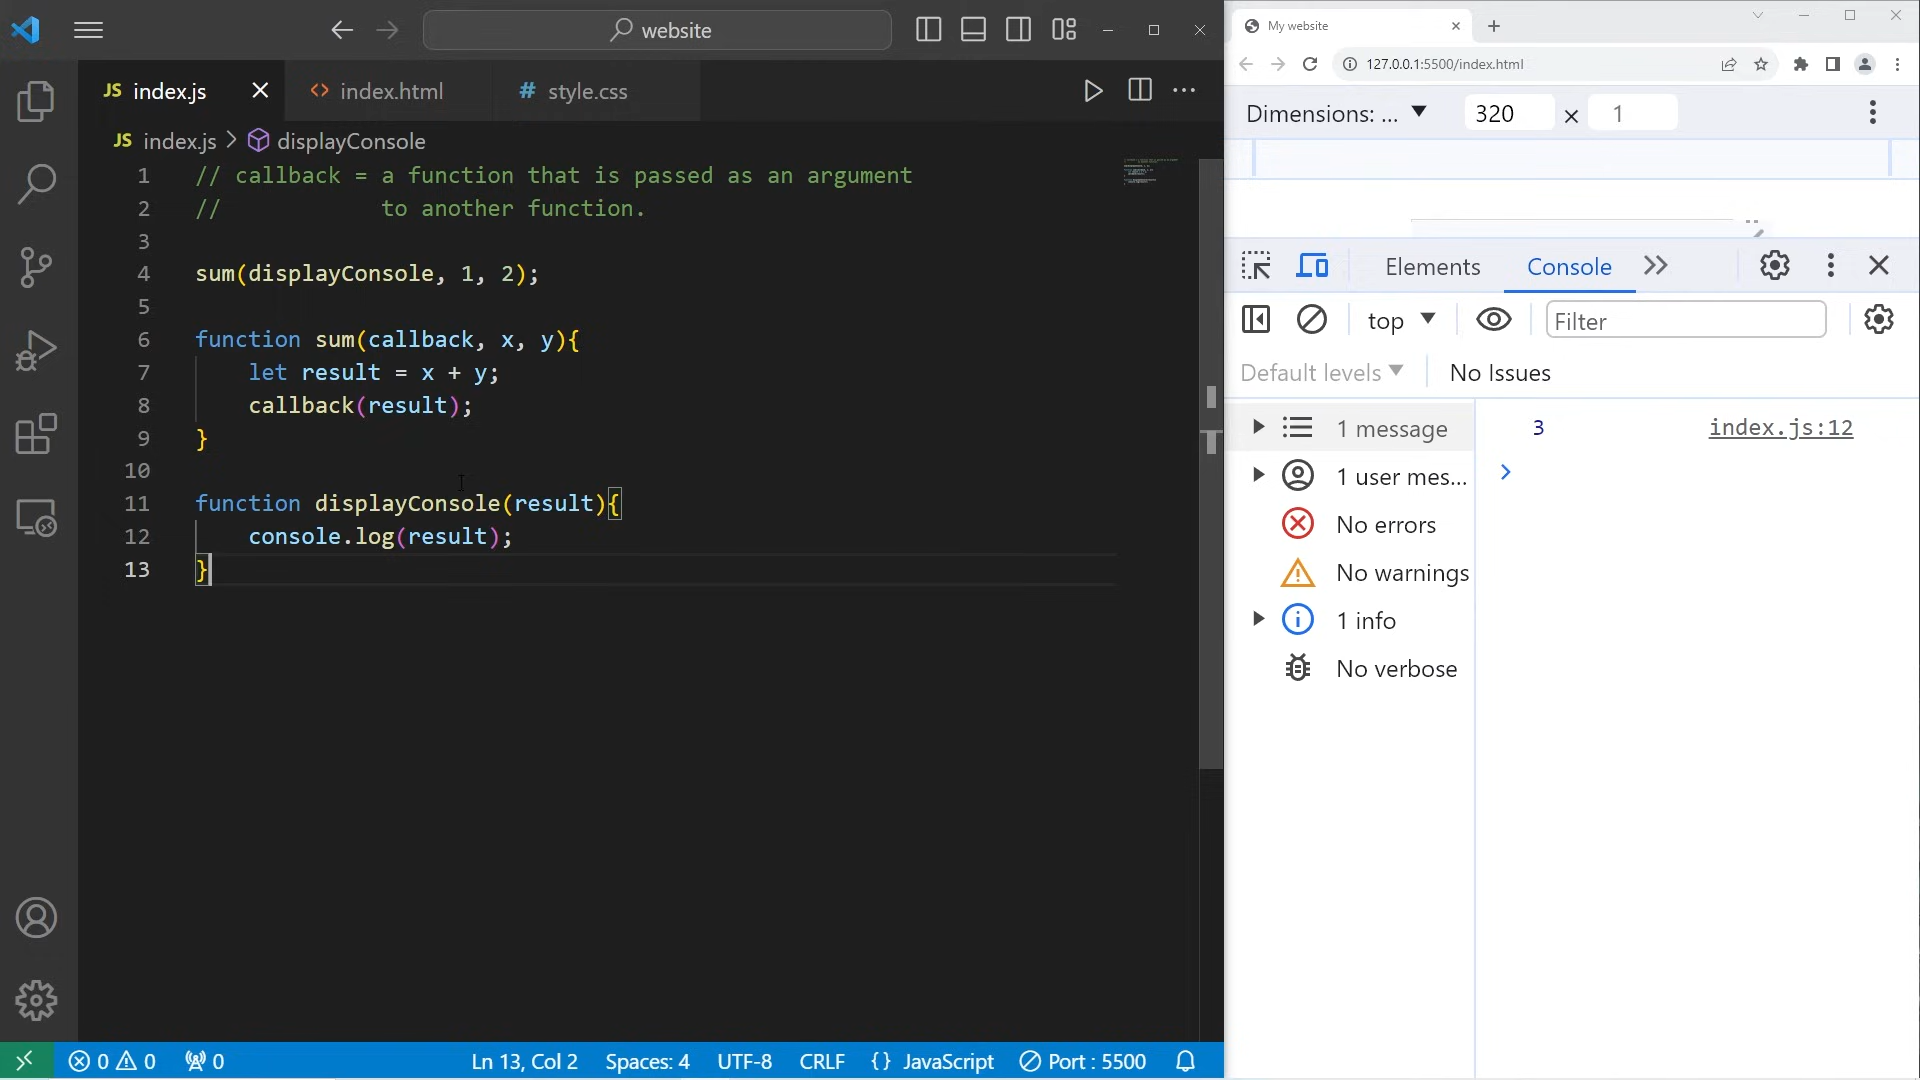 website
JS index.js
<> index.html
# style.css
JS index.js > displayConsole
1 // callback = a function that is passed as an argument
2 //            to another function.
3
4 sum(displayConsole, 1, 2);
5
6 function sum(callback, x, y){
7     let result = x + y;
8     callback(result);
9 }
10
11 function displayConsole(result){
12     console.log(result);
13 }
0 0 0
Ln 13, Col 2 Spaces: 4 UTF-8 CRLF {} JavaScript Port : 5500
My website
127.0.0.1:5500/index.html
Dimensions: ... 320 × 1
Elements Console
top Filter
Default levels No Issues
1 message
1 user mes...
No errors
No warnings
1 info
No verbose
3 index.js:12